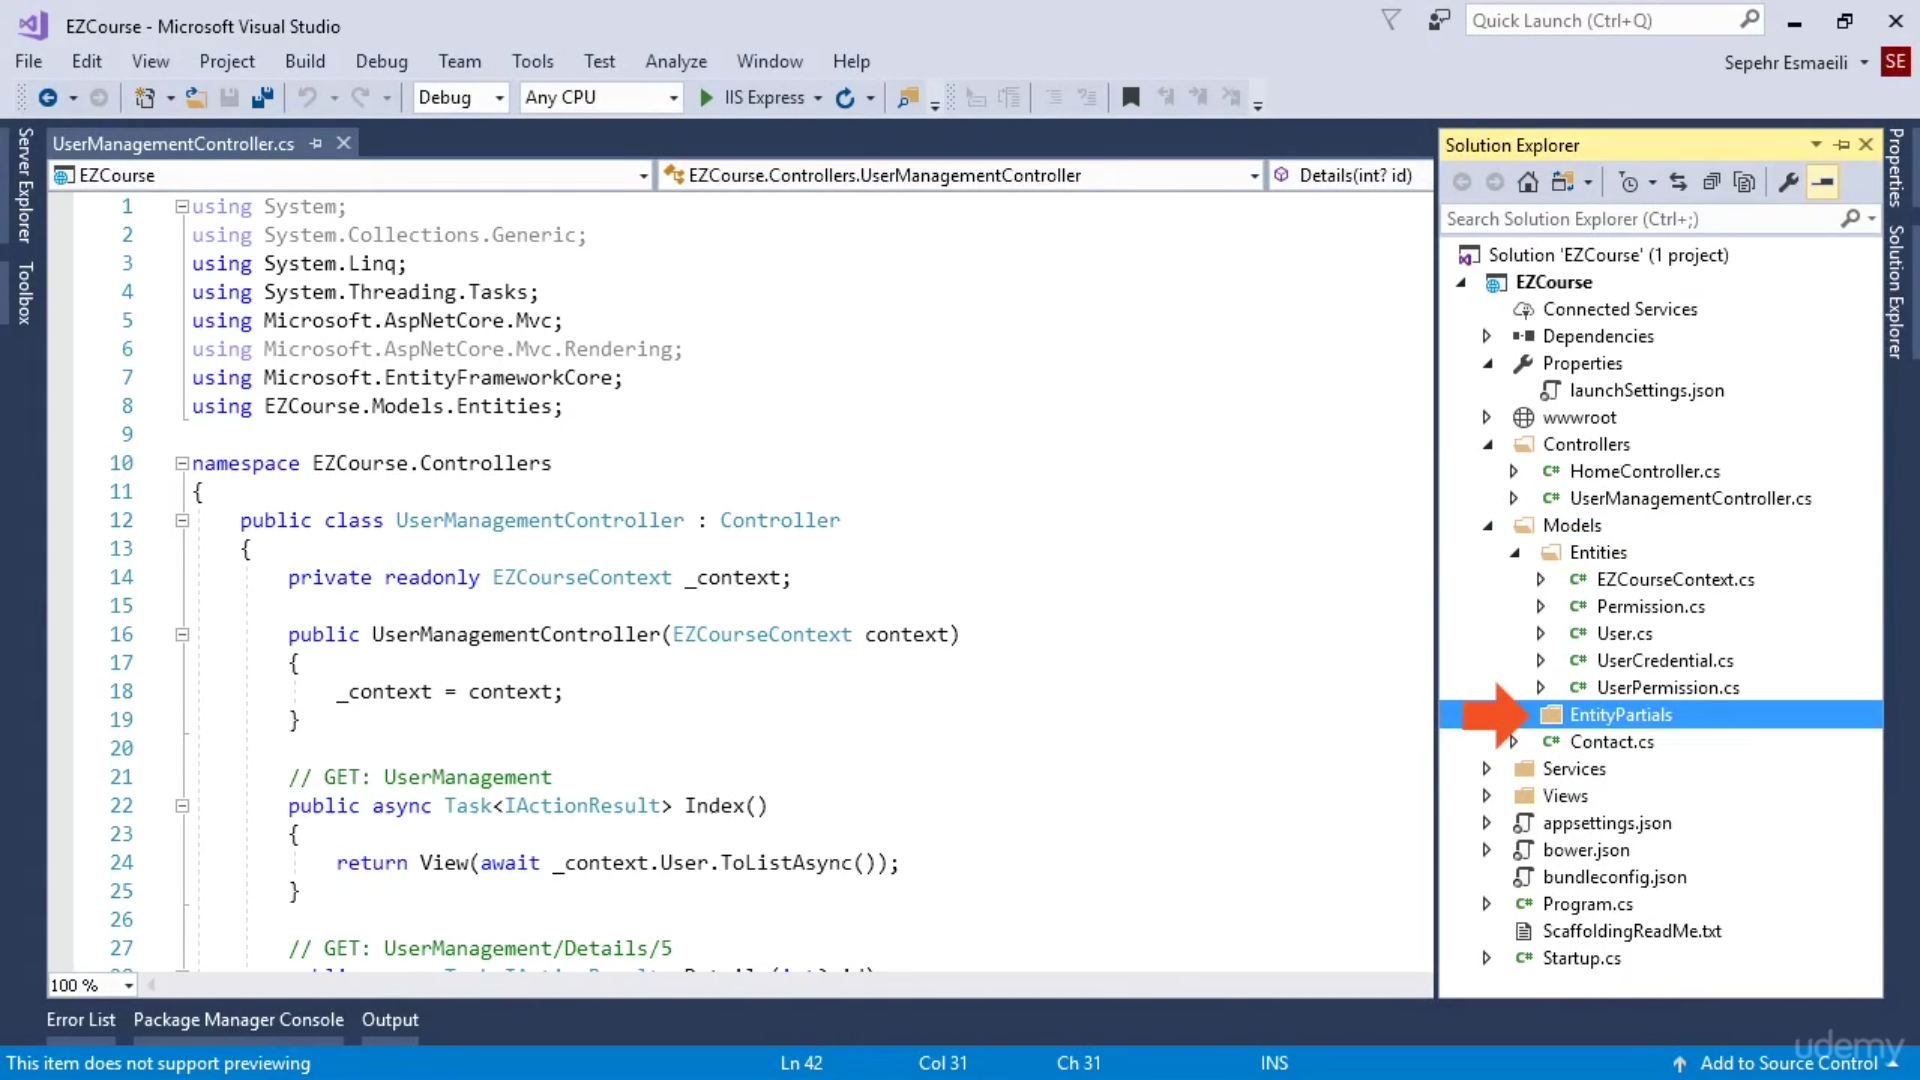 EZCourse - Microsoft Visual Studio
Quick Launch (Ctrl+Q)
File Edit View Project Build Debug Team Tools Test Analyze Window Help
Sepehr Esmaeili SE
Debug Any CPU IIS Express
Server Explorer
Toolbox
UserManagementController.cs
EZCourse EZCourse.Controllers.UserManagementController Details(int? id)
1 using System;
2 using System.Collections.Generic;
3 using System.Linq;
4 using System.Threading.Tasks;
5 using Microsoft.AspNetCore.Mvc;
6 using Microsoft.AspNetCore.Mvc.Rendering;
7 using Microsoft.EntityFrameworkCore;
8 using EZCourse.Models.Entities;
9
10 namespace EZCourse.Controllers
11 {
12 public class UserManagementController : Controller
13 {
14 private readonly EZCourseContext _context;
15
16 public UserManagementController(EZCourseContext context)
17 {
18 _context = context;
19 }
20
21 // GET: UserManagement
22 public async Task<IActionResult> Index()
23 {
24 return View(await _context.User.ToListAsync());
25 }
26
27 // GET: UserManagement/Details/5
100 %
Solution Explorer
Search Solution Explorer (Ctrl+;)
Solution 'EZCourse' (1 project)
EZCourse
Connected Services
Dependencies
Properties
launchSettings.json
wwwroot
Controllers
C# HomeController.cs
C# UserManagementController.cs
Models
Entities
C# EZCourseContext.cs
C# Permission.cs
C# User.cs
C# UserCredential.cs
C# UserPermission.cs
EntityPartials
C# Contact.cs
Services
Views
appsettings.json
bower.json
bundleconfig.json
C# Program.cs
ScaffoldingReadMe.txt
C# Startup.cs
Properties
Solution Explorer
Error List Package Manager Console Output
This item does not support previewing Ln 42 Col 31 Ch 31 INS Add to Source Control
udemy